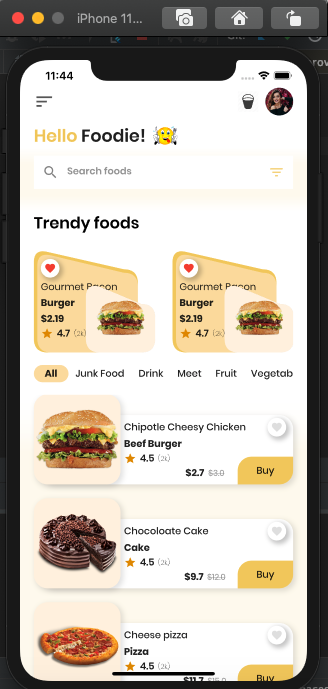 iPhone 11...
11:44
Hello Foodie!
Search foods
Trendy foods
Gourmet Bacon
Burger
$2.19
4.7 (2k)
Gourmet Bacon
Burger
$2.19
4.7 (2k)
All Junk Food Drink Meet Fruit Vegetab
Chipotle Cheesy Chicken
Beef Burger
4.5 (2k)
$2.7 $3.0 Buy
Chocoloate Cake
Cake
4.5 (2k)
$9.7 $12.0 Buy
Cheese pizza
Pizza
4.5 (2k)
$11.7 $15.0 Buy